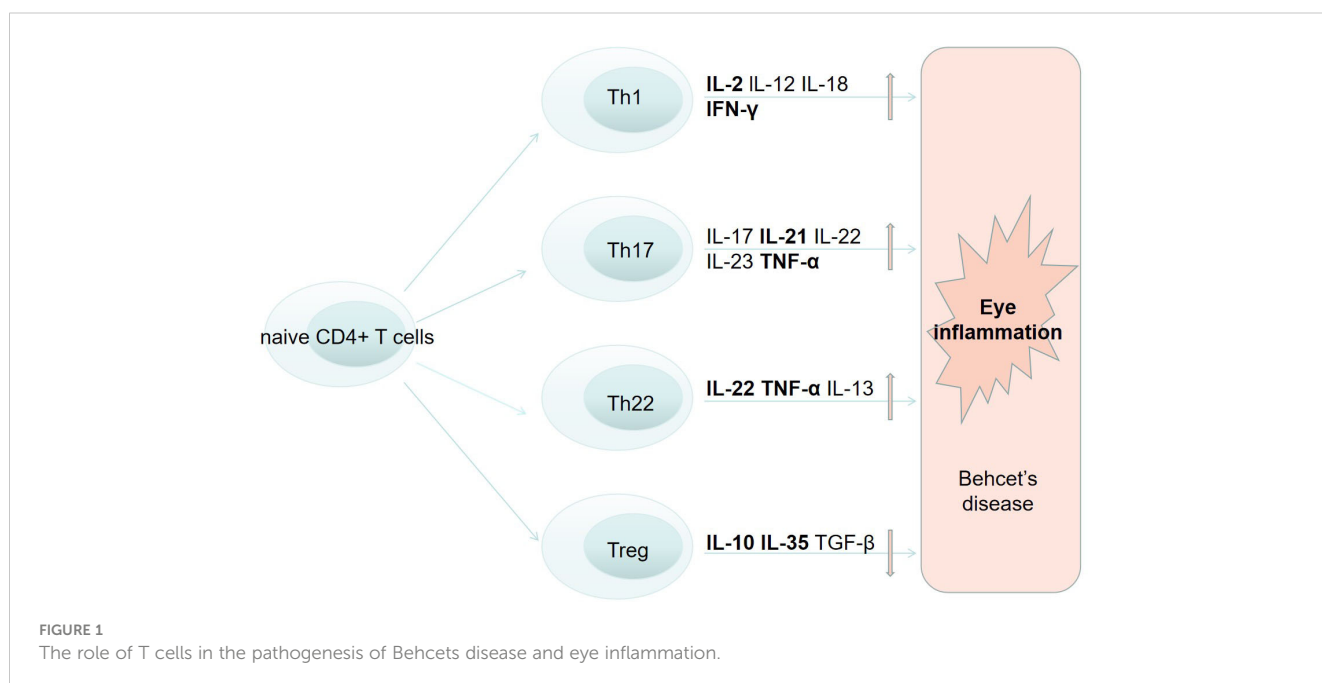 Th1
IL-2 IL-12 IL-18
IFN-γ
Th17
IL-17 IL-21 IL-22
IL-23 TNF-α
naive CD4+ T cells
Eye
inflammation
Th22
IL-22 TNF-α IL-13
Behcet's
disease
Treg
IL-10 IL-35 TGF-β
FIGURE 1
The role of T cells in the pathogenesis of Behcets disease and eye inflammation.